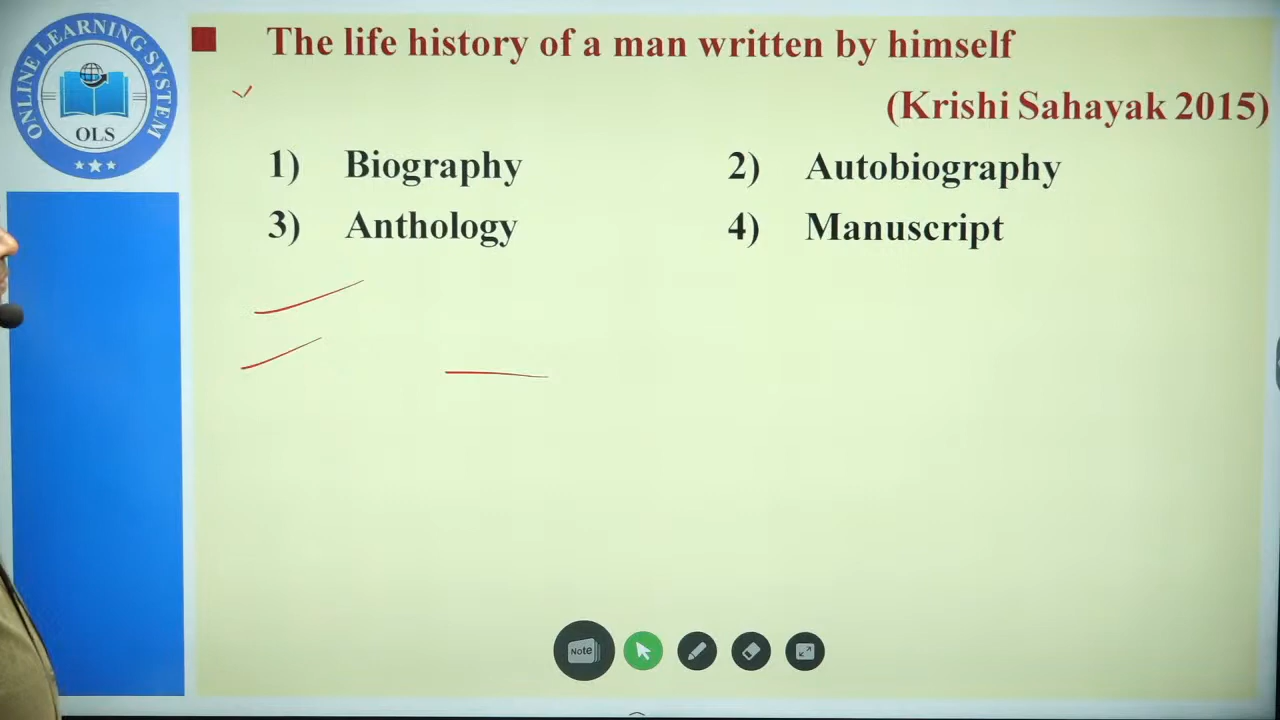 ONLINE LEARNING SYSTEM
OLS
The life history of a man written by himself
(Krishi Sahayak 2015)
1) Biography 2) Autobiography
3) Anthology 4) Manuscript
Note